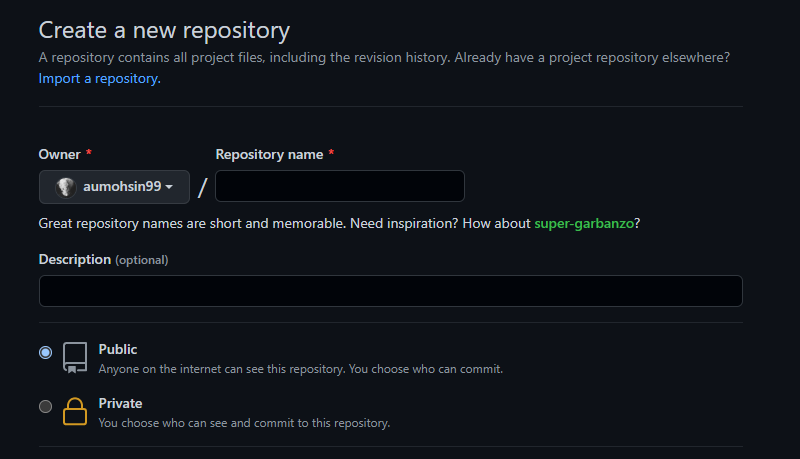 Create a new repository
A repository contains all project files, including the revision history. Already have a project repository elsewhere?
Import a repository.
Owner * Repository name *
aumohsin99 /
Great repository names are short and memorable. Need inspiration? How about super-garbanzo?
Description (optional)
Public
Anyone on the internet can see this repository. You choose who can commit.
Private
You choose who can see and commit to this repository.